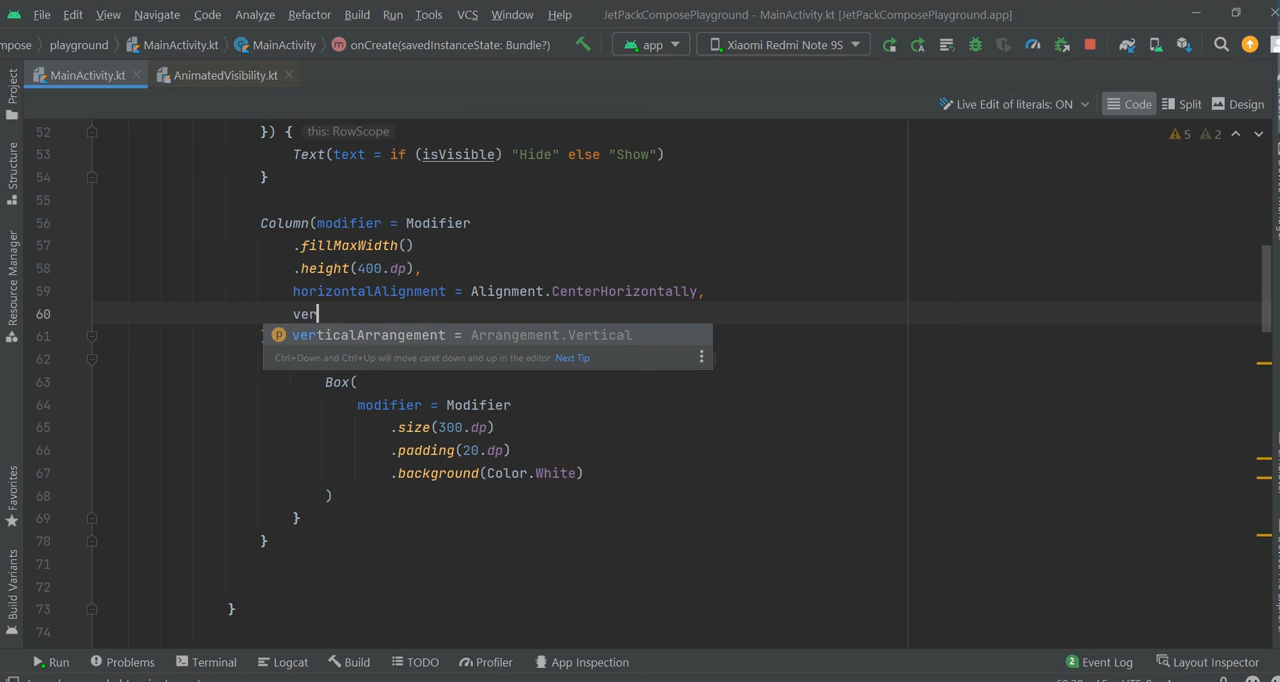 File Edit View Navigate Code Analyze Refactor Build Run Tools VCS Window Help JetPackComposePlayground - MainActivity.kt [JetPackComposePlayground.app]
mpose playground MainActivity.kt MainActivity onCreate(savedInstanceState: Bundle?) app Xiaomi Redmi Note 9S
MainActivity.kt AnimatedVisibility.kt
Live Edit of literals: ON Code Split Design
Project
Structure
Resource Manager
Favorites
Build Variants
5 2
52 }) { this: RowScope
53 Text(text = if (isVisible) "Hide" else "Show")
54 }
55
56 Column(modifier = Modifier
57 .fillMaxWidth()
58 .height(400.dp),
59 horizontalAlignment = Alignment.CenterHorizontally,
60 ver
61 verticalArrangement = Arrangement.Vertical
62 Ctrl+Down and Ctrl+Up will move caret down and up in the editor Next Tip
63 Box(
64 modifier = Modifier
65 .size(300.dp)
66 .padding(20.dp)
67 .background(Color.White)
68 )
69 }
70 }
71
72
73 }
74
Run Problems Terminal Logcat Build TODO Profiler App Inspection 2 Event Log Layout Inspector